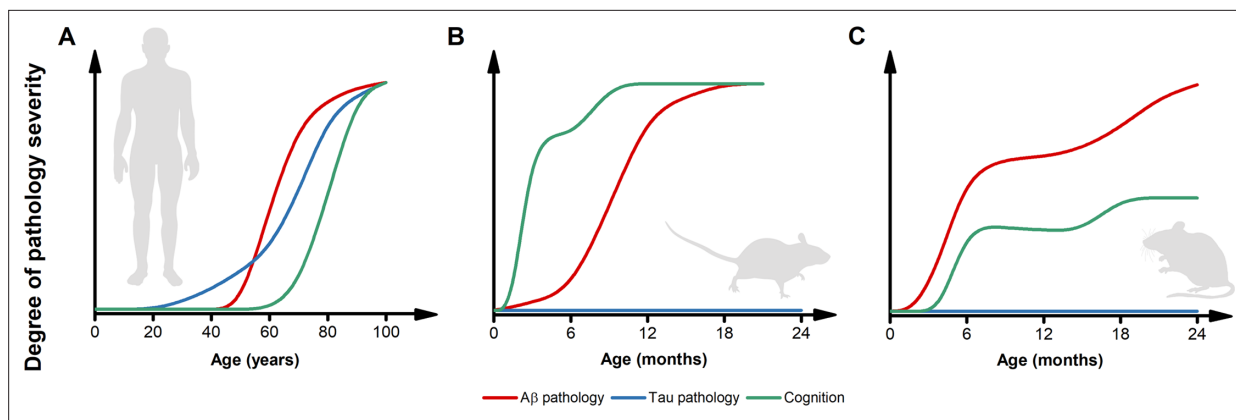 A
B
C
Degree of pathology severity
0 20 40 60 80 100
0 6 12 18 24
0 6 12 18 24
Age (years)
Age (months)
Age (months)
Aβ pathology Tau pathology Cognition